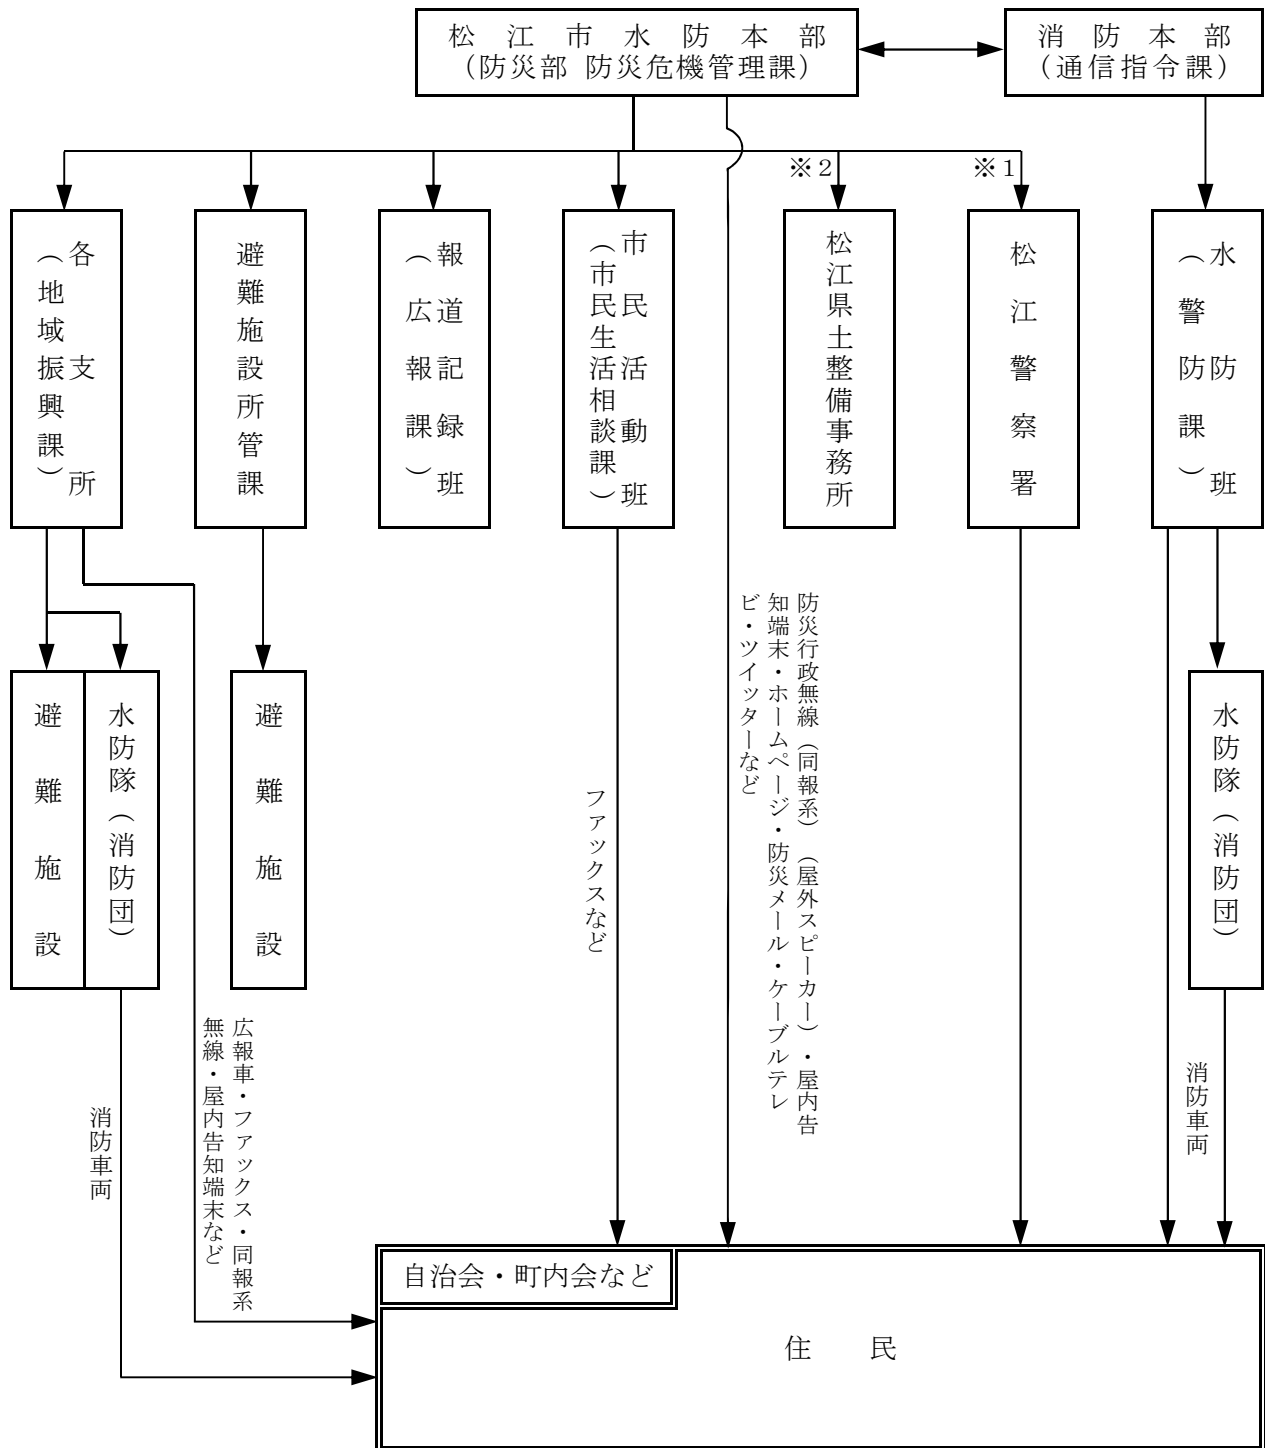 松江市水防本部
（防災部 防災危機管理課）
消防本部
（通信指令課）
※２
※１
各支所
（地域振興課）
避難施設所管課
報道記録班
（広報課）
市民活動班
（市市民生活相談課）
松江県土整備事務所
松江警察署
水防班
（警防課）
避難施設
水防隊（消防団）
避難施設
水防隊（消防団）
防災行政無線（同報系）（屋外スピーカー）・屋内告
知端末・ホームページ・防災メール・ケーブルテレ
ビ・ツイッターなど
ファックスなど
広報車・ファックス・同報系
無線・屋内告知端末など
消防車両
消防車両
自治会・町内会など
住民